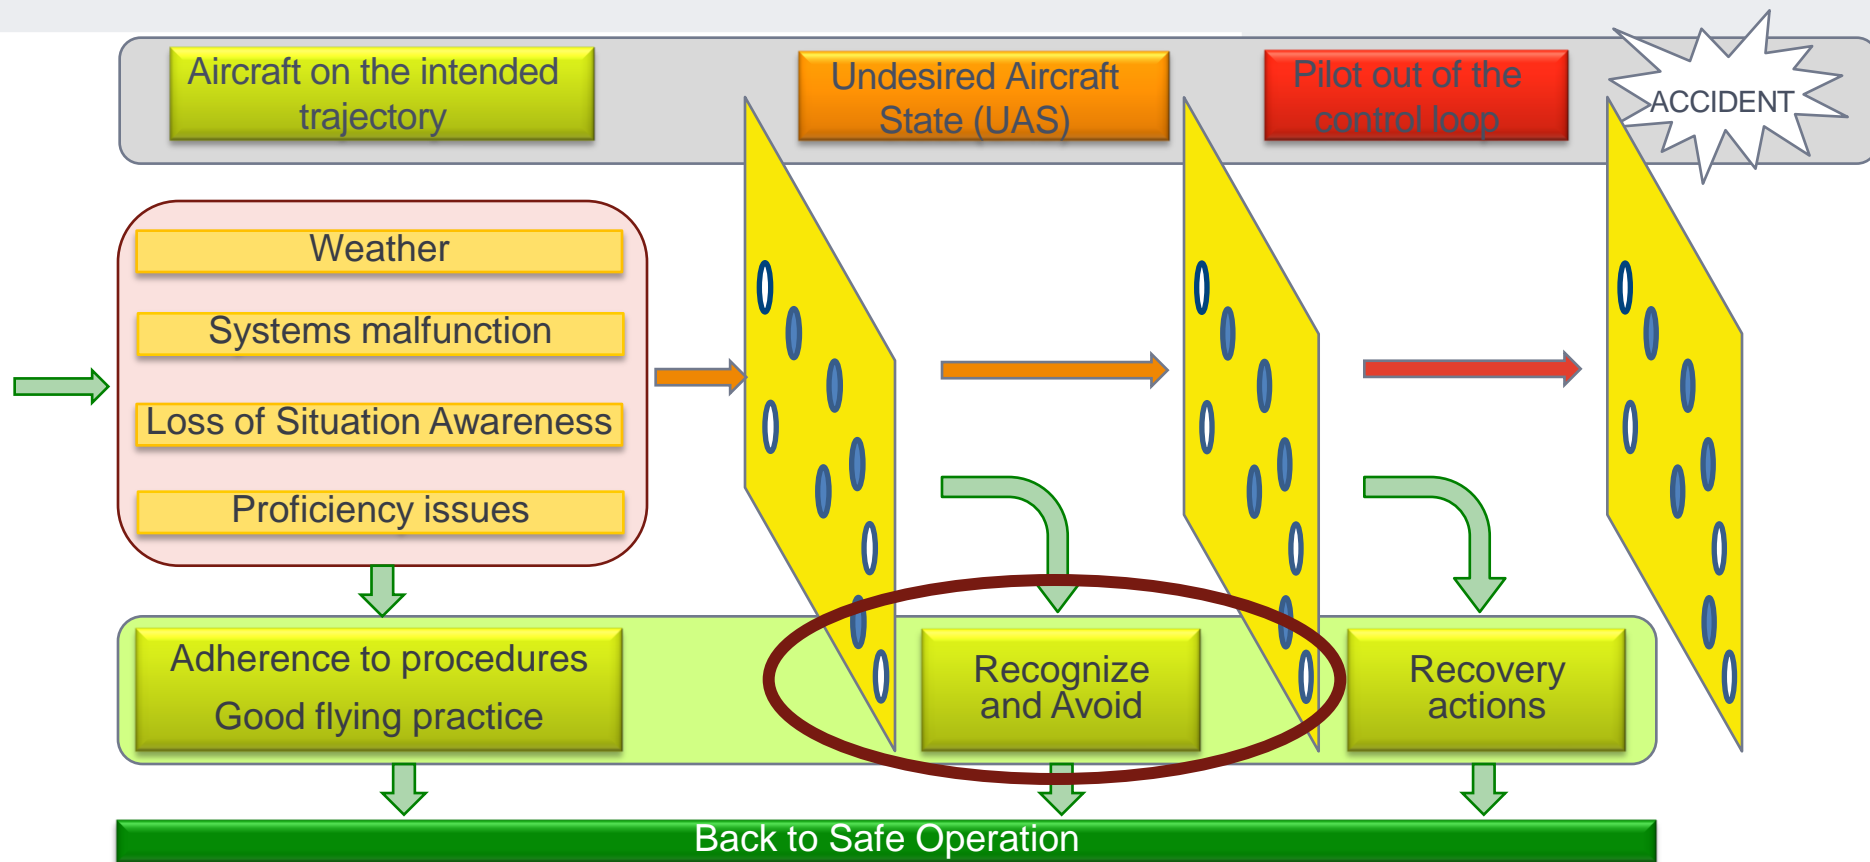 Aircraft on the intended
trajectory
Undesired Aircraft
State (UAS)
Pilot out of the
control loop
ACCIDENT
Weather
Systems malfunction
Loss of Situation Awareness
Proficiency issues
Adherence to procedures
Good flying practice
Recognize
and Avoid
Recovery
actions
Back to Safe Operation